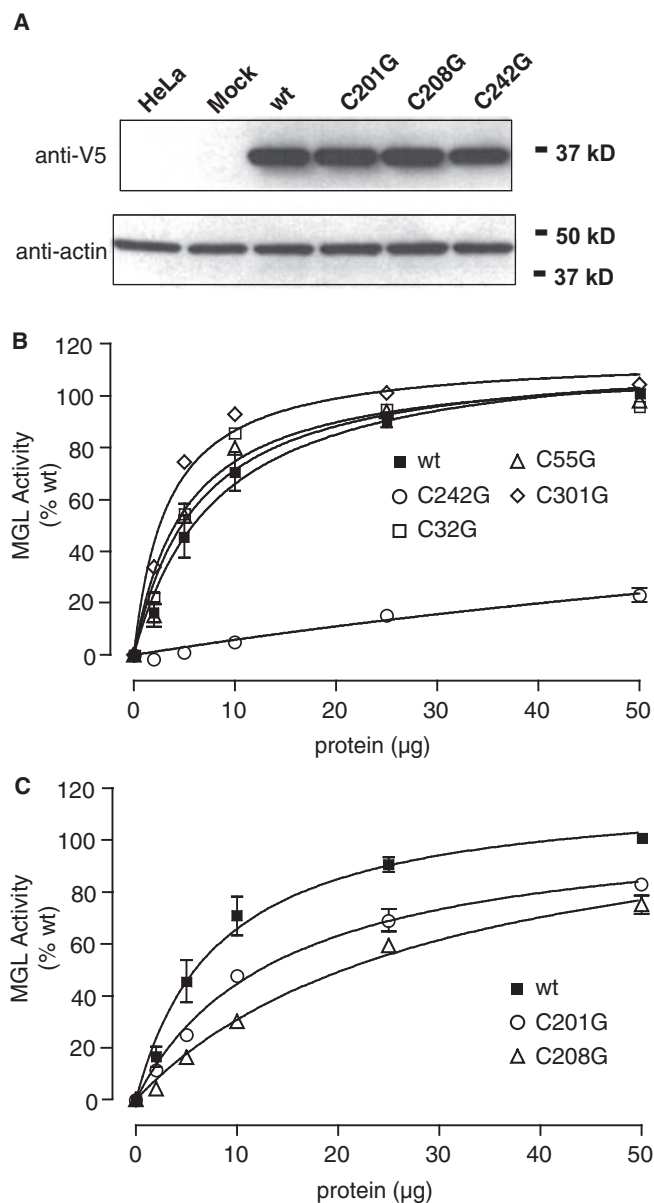 A
HeLa
Mock
wt
C201G
C208G
C242G
anti-V5
37 kD
anti-actin
50 kD
37 kD
B
120
100
80
60
40
20
0
MGL Activity
(% wt)
wt
C242G
C32G
C55G
C301G
0
10
20
30
40
50
protein (µg)
C
120
100
80
60
40
20
0
MGL Activity
(% wt)
wt
C201G
C208G
0
10
20
30
40
50
protein (µg)